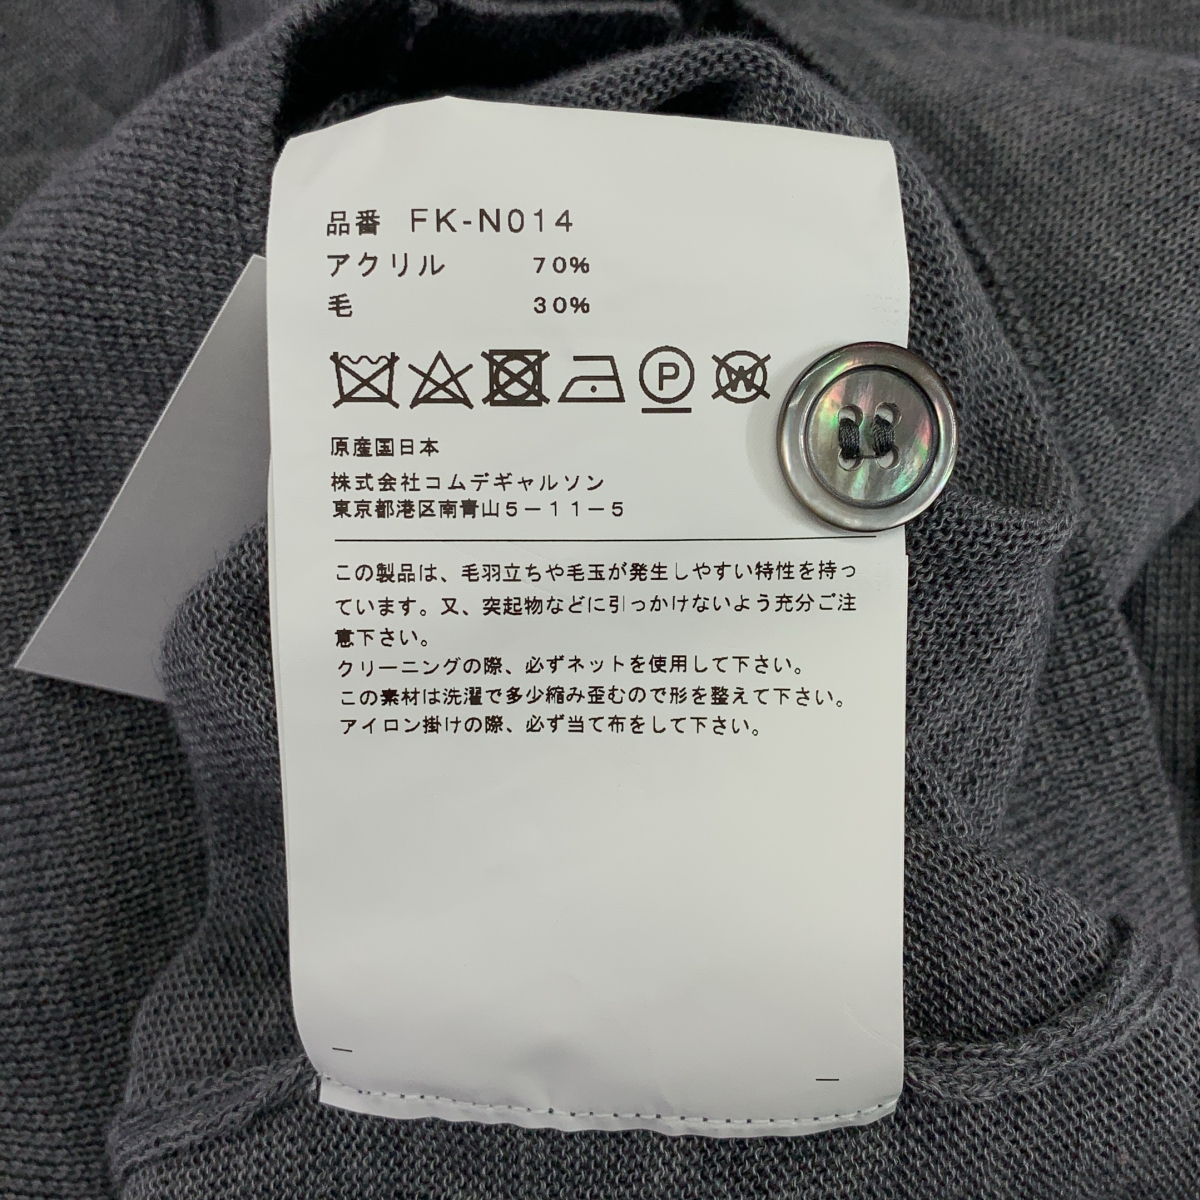 品番 FK-N014
アクリル 70%
毛 30%
P W
原産国日本
株式会社コムデギャルソン
東京都港区南青山5-11-5
この製品は、毛羽立ちや毛玉が発生しやすい特性を持っ
ています。又、突起物などに引っかけないよう充分ご注
意下さい。
クリーニングの際、必ずネットを使用して下さい。
この素材は洗濯で多少縮み歪むので形を整えて下さい。
アイロン掛けの際、必ず当て布をして下さい。